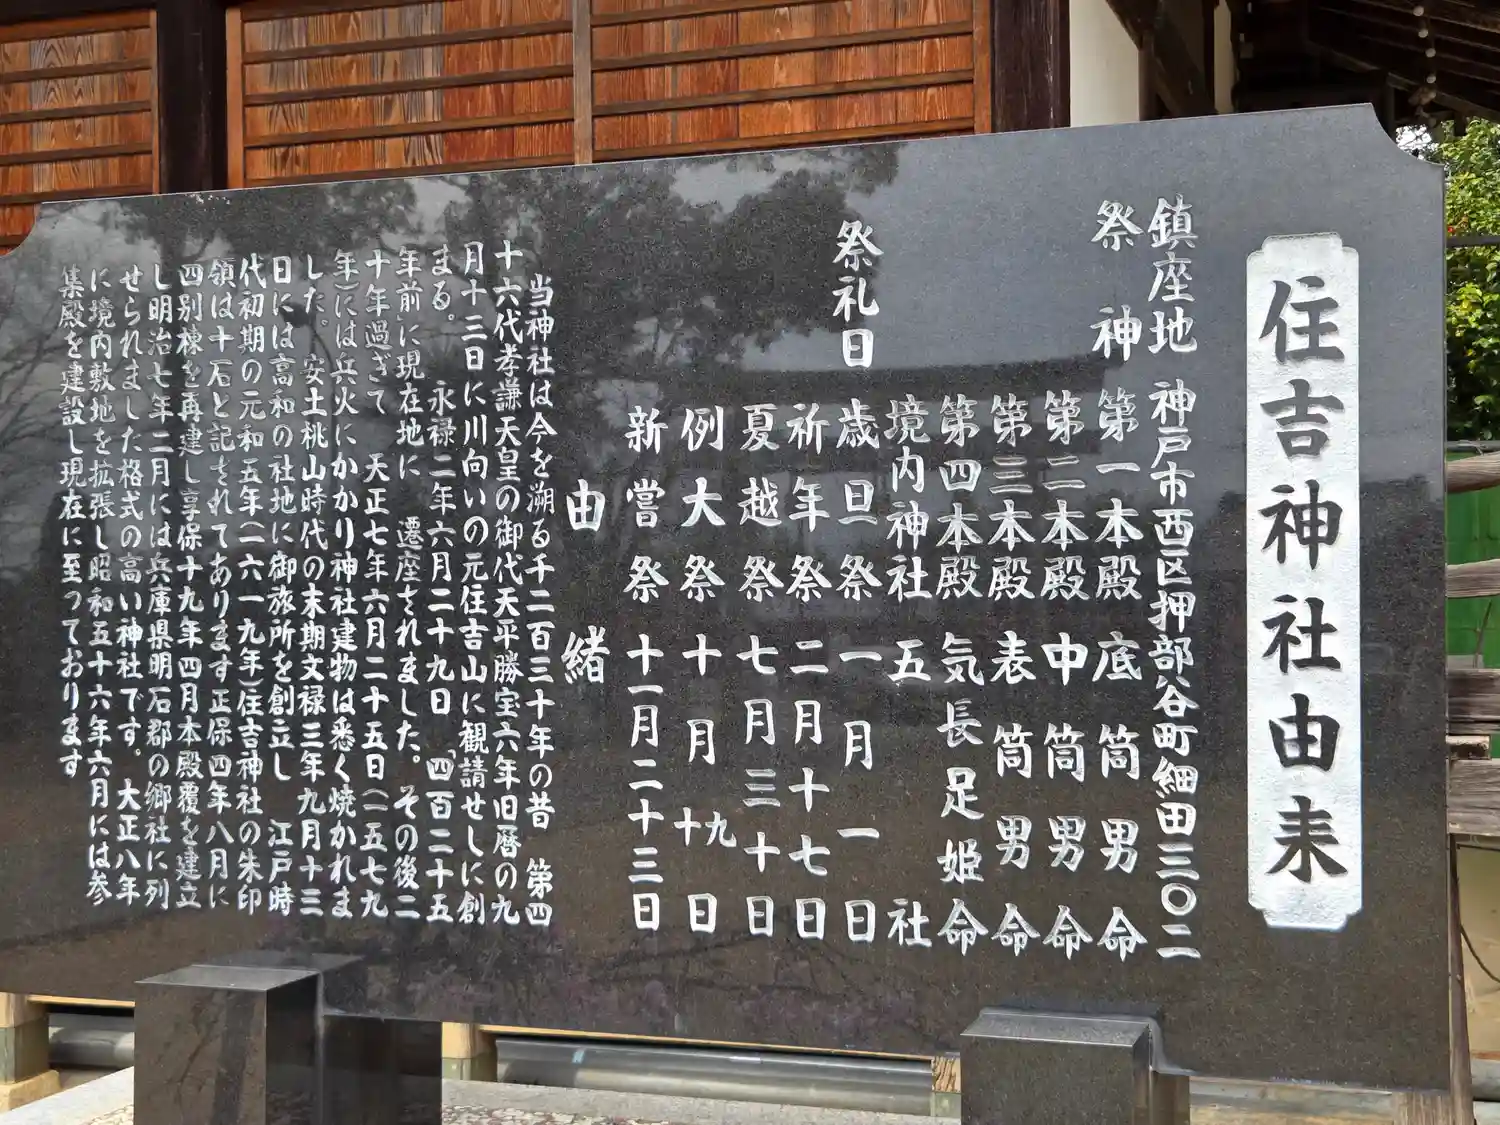 住吉神社由来
鎮座地 神戸市西区押部谷町細田三〇二
祭神 第一本殿 底筒男命
第二本殿 中筒男命
第三本殿 表筒男命
第四本殿 気長足姫命
境内神社 五社
祭礼日 歳旦祭 一月一日
祈年祭 二月十七日
夏越祭 七月三十日
例大祭 十月十九日
新嘗祭 十一月二十三日
由緒
当神社は今を溯る千二百三十年の昔 第四
十六代孝謙天皇の御代天平勝宝六年旧暦の九
月十三日に川向いの元住吉山に観請せしに創
まる。 永禄二年六月二十九日 「四百二十五
年前に現在地に 遷座されました。その後二
十年過ぎて 天正七年六月二十五日(一五七九
年)には兵火にかかり神社建物は悉く焼かれま
した。 安土桃山時代の末期文禄三年九月十三
日には高和の社地に御旅所を創立し 江戸時
代初期の元和五年(一六一九年)住吉神社の朱印
領は十石と記されてあります正保四年八月に
四別棟を再建し享保十九年四月本殿覆を建立
し明治七年二月には兵庫県明石郡の郷社に列
せられました格式の高い神社です。大正八年
に境内敷地を拡張し昭和五十六年六月には参
集殿を建設し現在に至っております